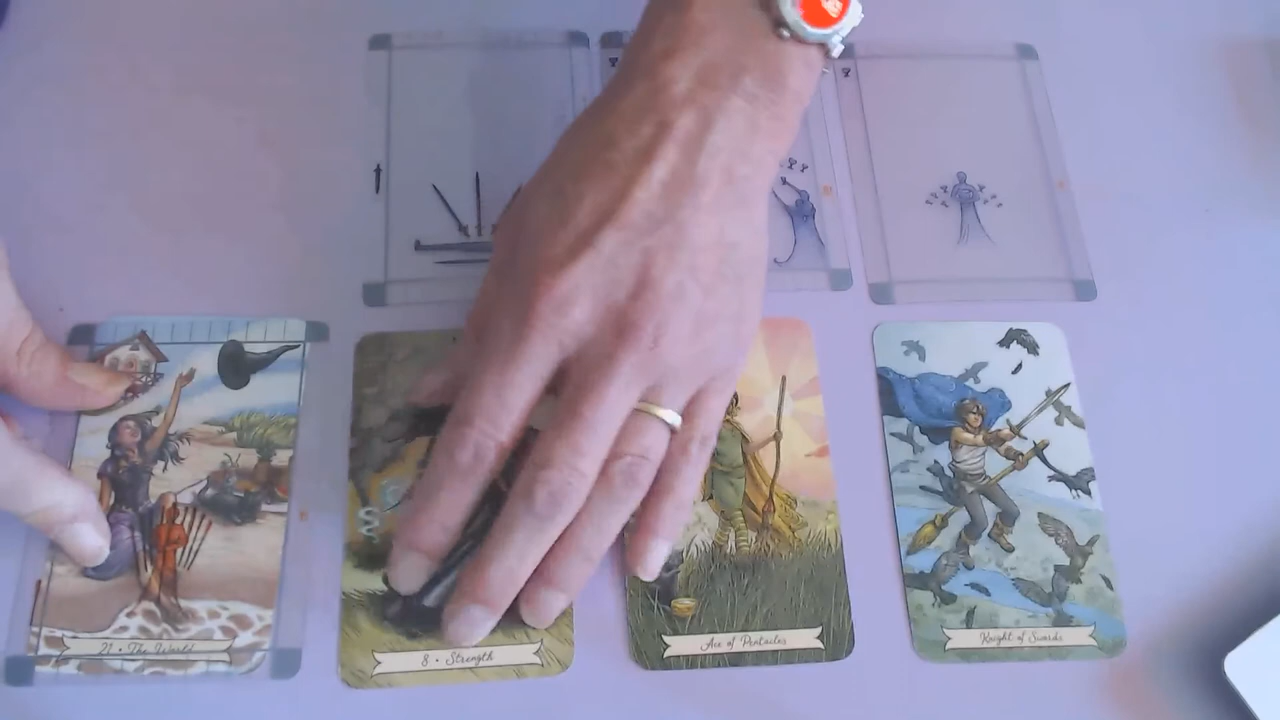 21 • The World
8 • Strength
Ace of Pentacles
Knight of Swords